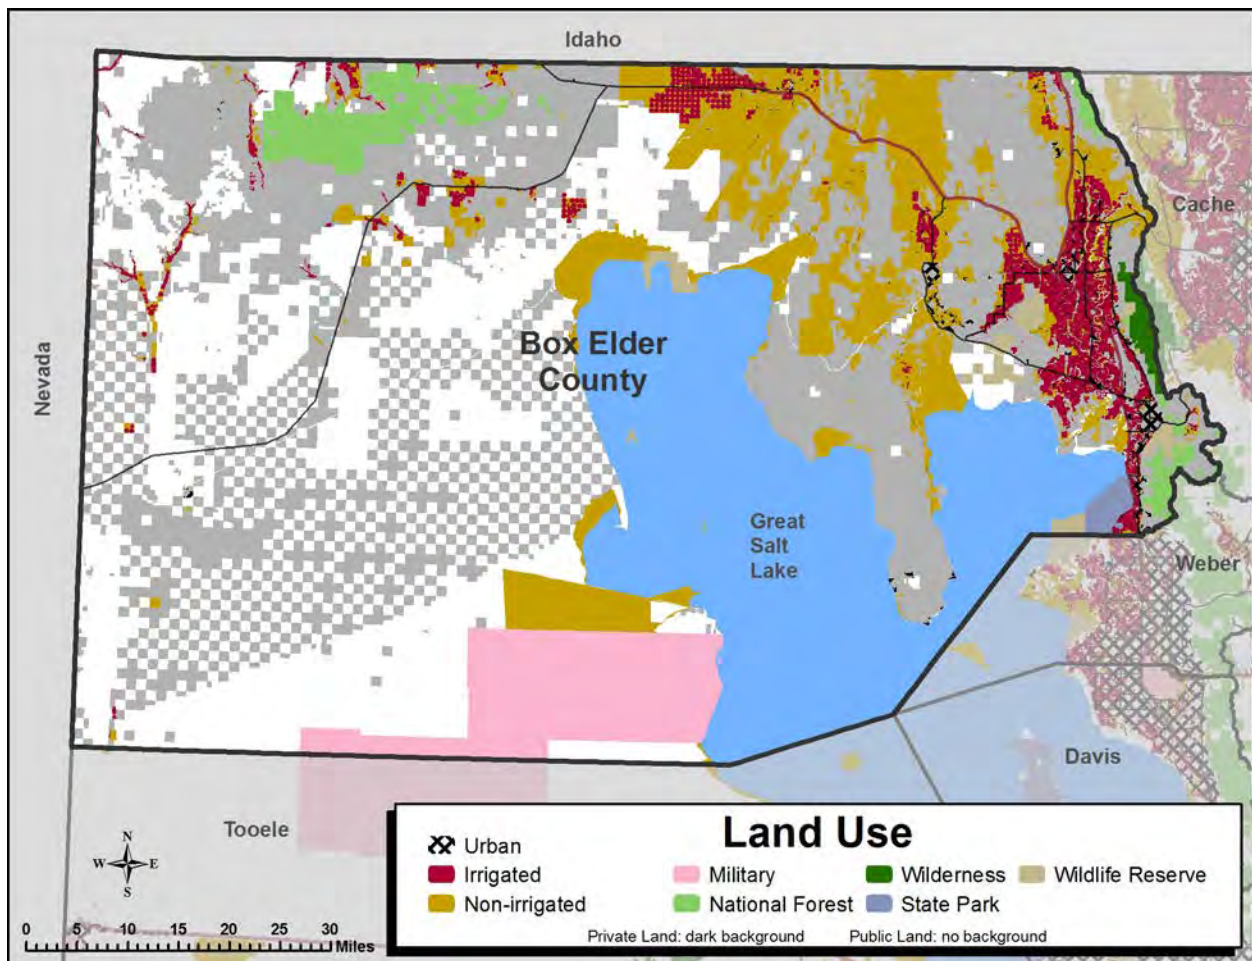 Idaho
Cache
Nevada
Box Elder
County
Great
Salt
Lake
Weber
Davis
Tooele
N
W E
S
Land Use
Urban
Irrigated
Military
Wilderness
Wildlife Reserve
Non-irrigated
National Forest
State Park
Private Land: dark background
Public Land: no background
0 5 10 15 20 25 30
Miles